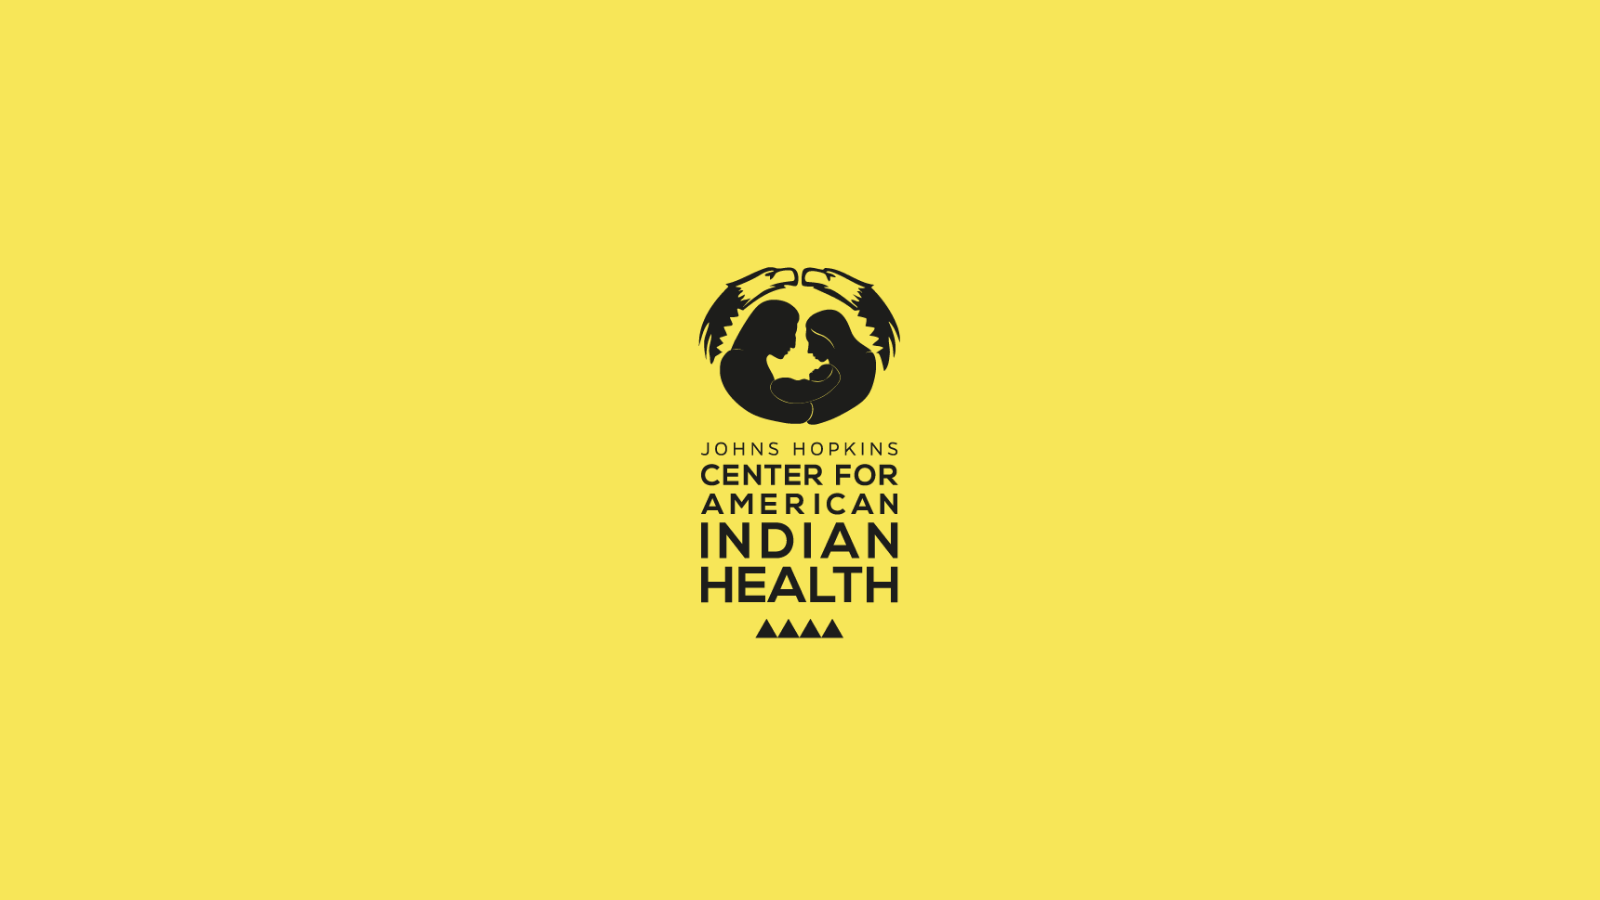 JOHNS HOPKINS
CENTER FOR
AMERICAN
INDIAN
HEALTH